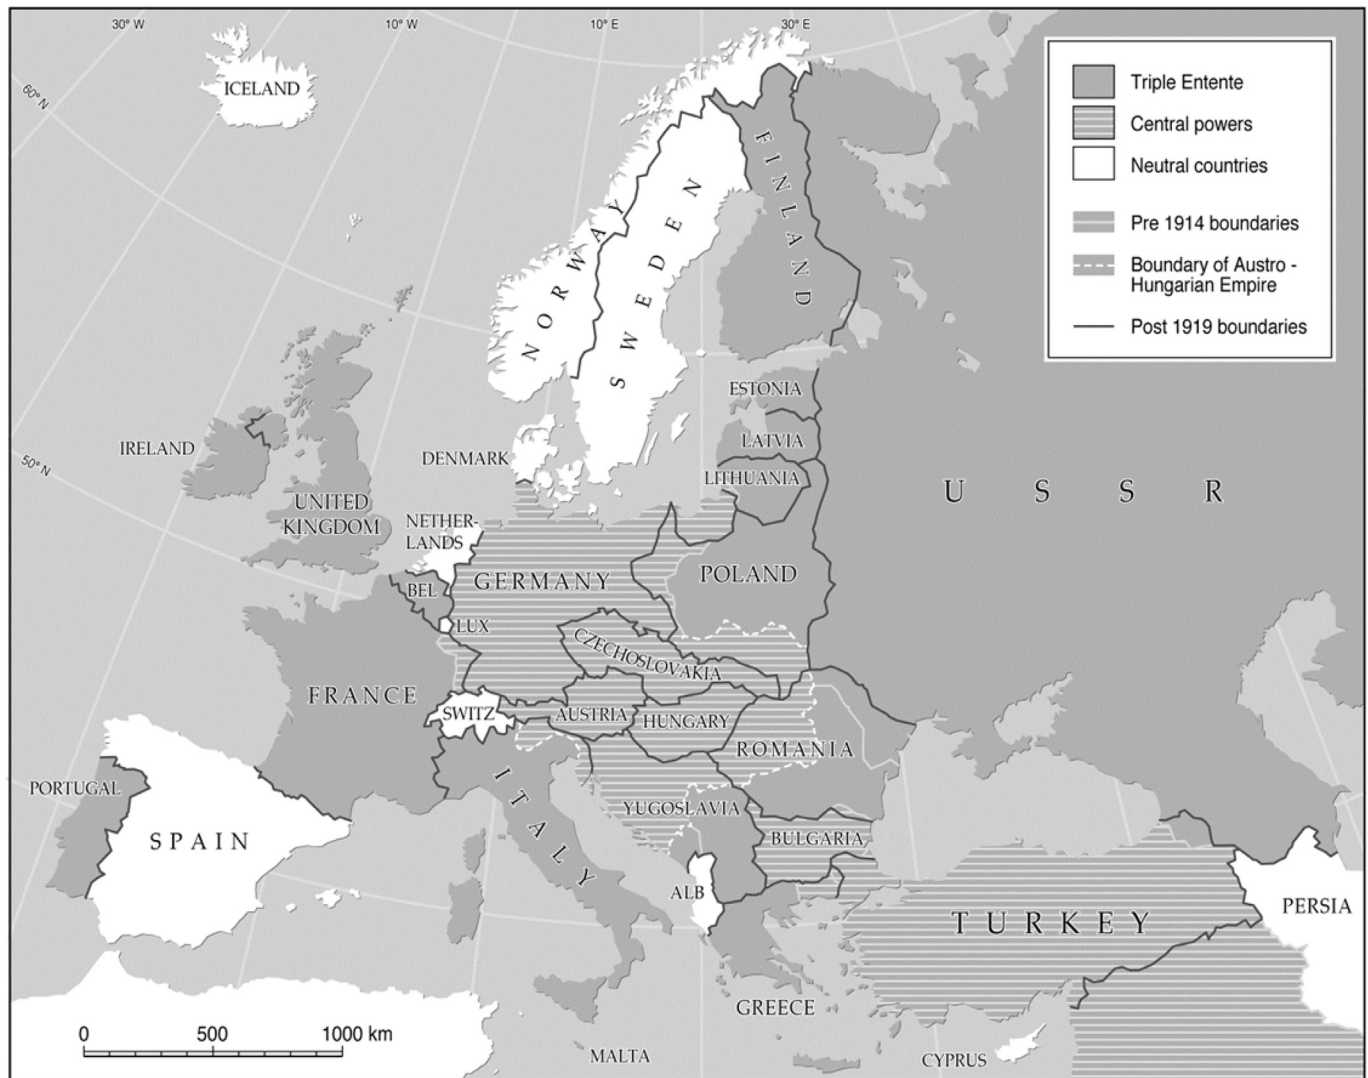 30° W
10° W
10° E
30° E
60° N
50° N
ICELAND
Triple Entente
Central powers
Neutral countries
Pre 1914 boundaries
Boundary of Austro -
Hungarian Empire
Post 1919 boundaries
FINLAND
NORWAY
SWEDEN
ESTONIA
LATVIA
LITHUANIA
IRELAND
DENMARK
UNITED
KINGDOM
NETHER-
LANDS
USSR
BEL
GERMANY
POLAND
LUX
CZECHOSLOVAKIA
FRANCE
SWITZ
AUSTRIA
HUNGARY
ROMANIA
PORTUGAL
SPAIN
ITALY
YUGOSLAVIA
BULGARIA
ALB
TURKEY
PERSIA
GREECE
MALTA
CYPRUS
0 500 1000 km